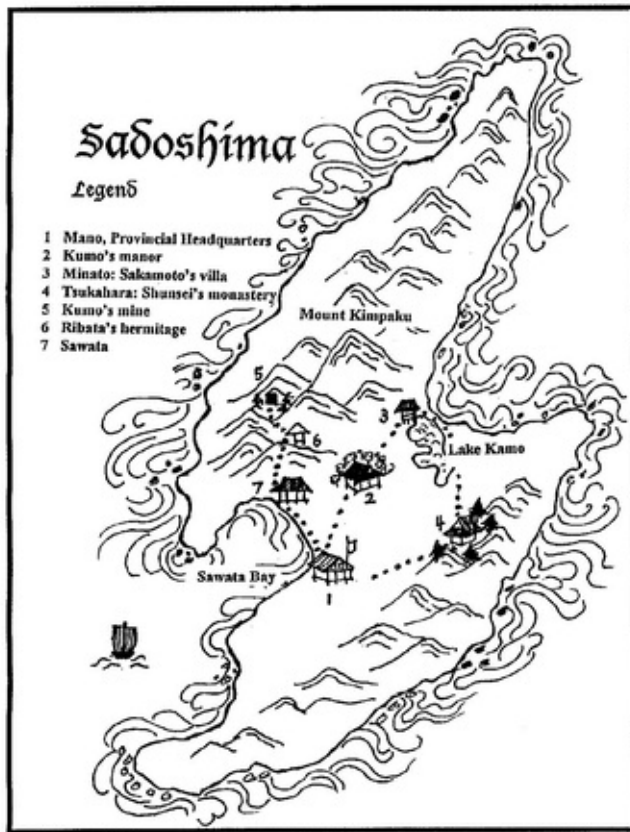 Sadoshima
Legend
1 Mano, Provincial Headquarters
2 Kumo's manor
3 Minato: Sakamoto's villa
4 Tsukahara: Shunsei's monastery
5 Kumo's mine
6 Ribata's hermitage
7 Sawata
Mount Kimpaku
5
3
6
Lake Kamo
7
2
4
Sawata Bay
1